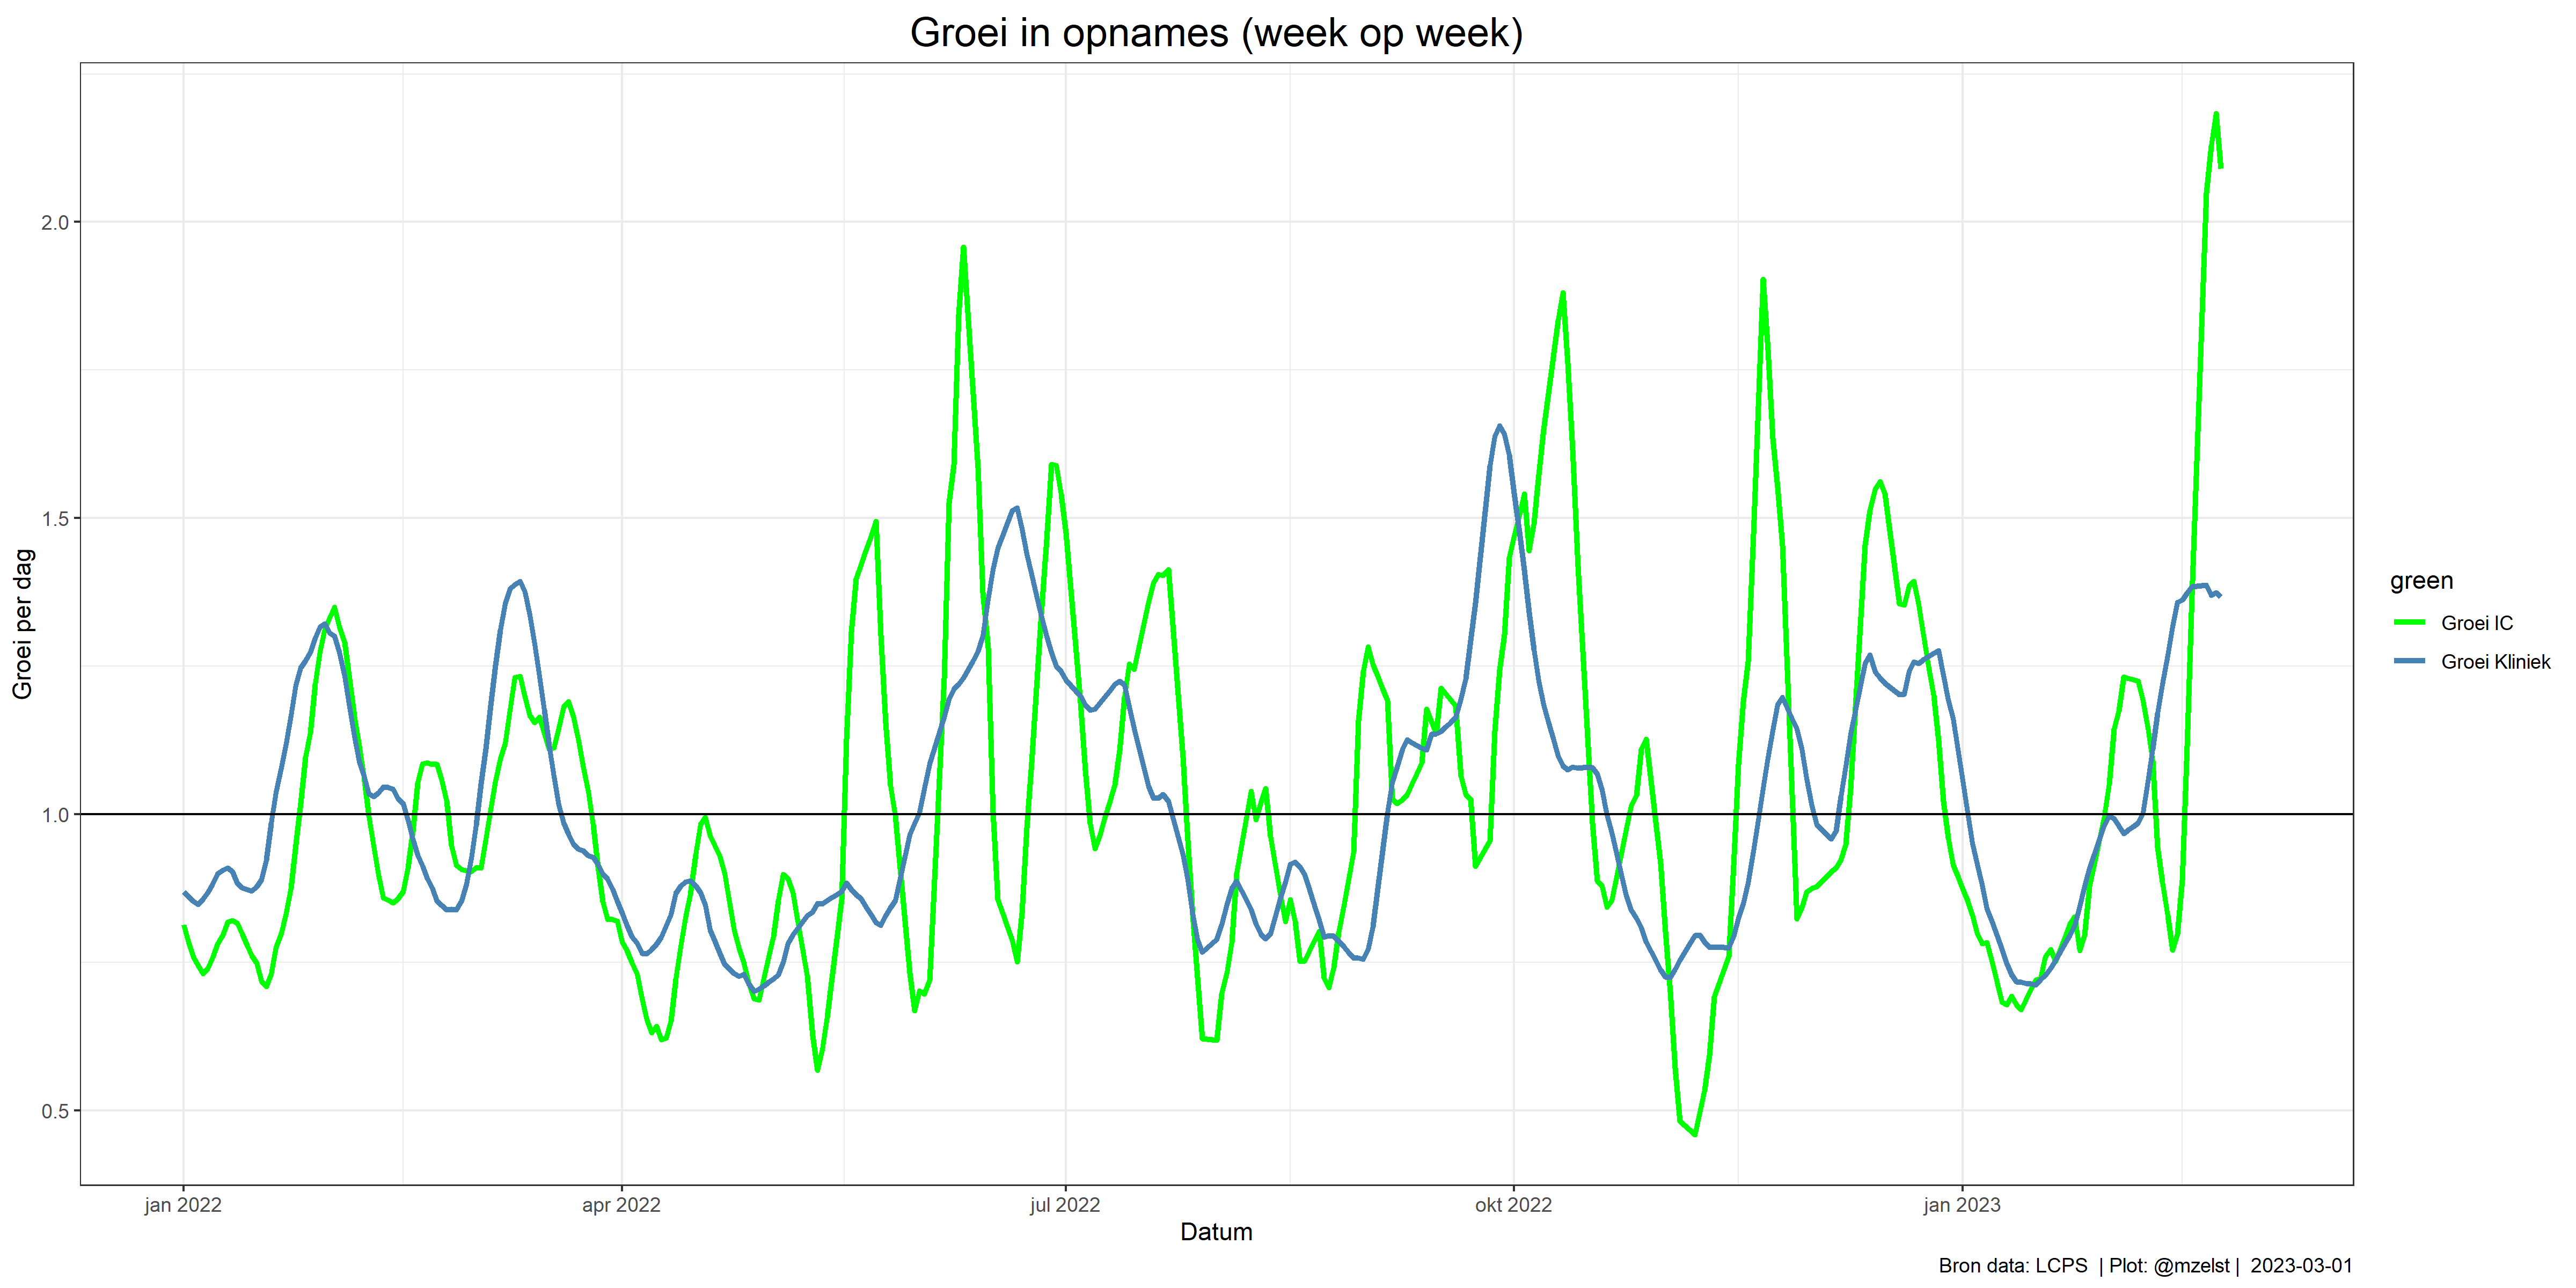 Groei in opnames (week op week)
Groei per dag
2.0
1.5
1.0
0.5
jan 2022
apr 2022
jul 2022
okt 2022
jan 2023
Datum
green
Groei IC
Groei Kliniek
Bron data: LCPS | Plot: @mzelst | 2023-03-01